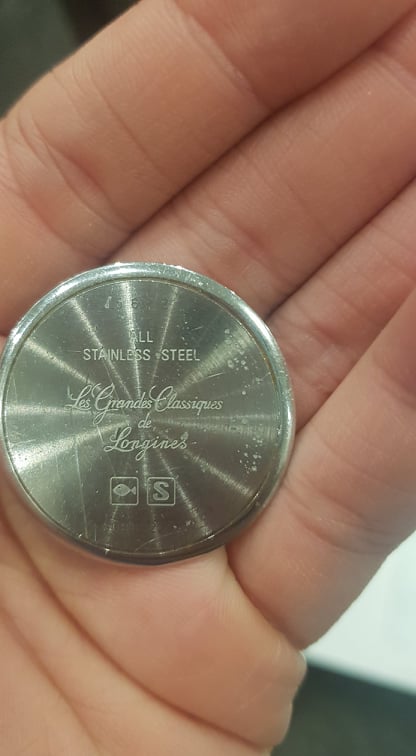 ALL
STAINLESS STEEL
Les Grandes Classiques
de
Longines
S